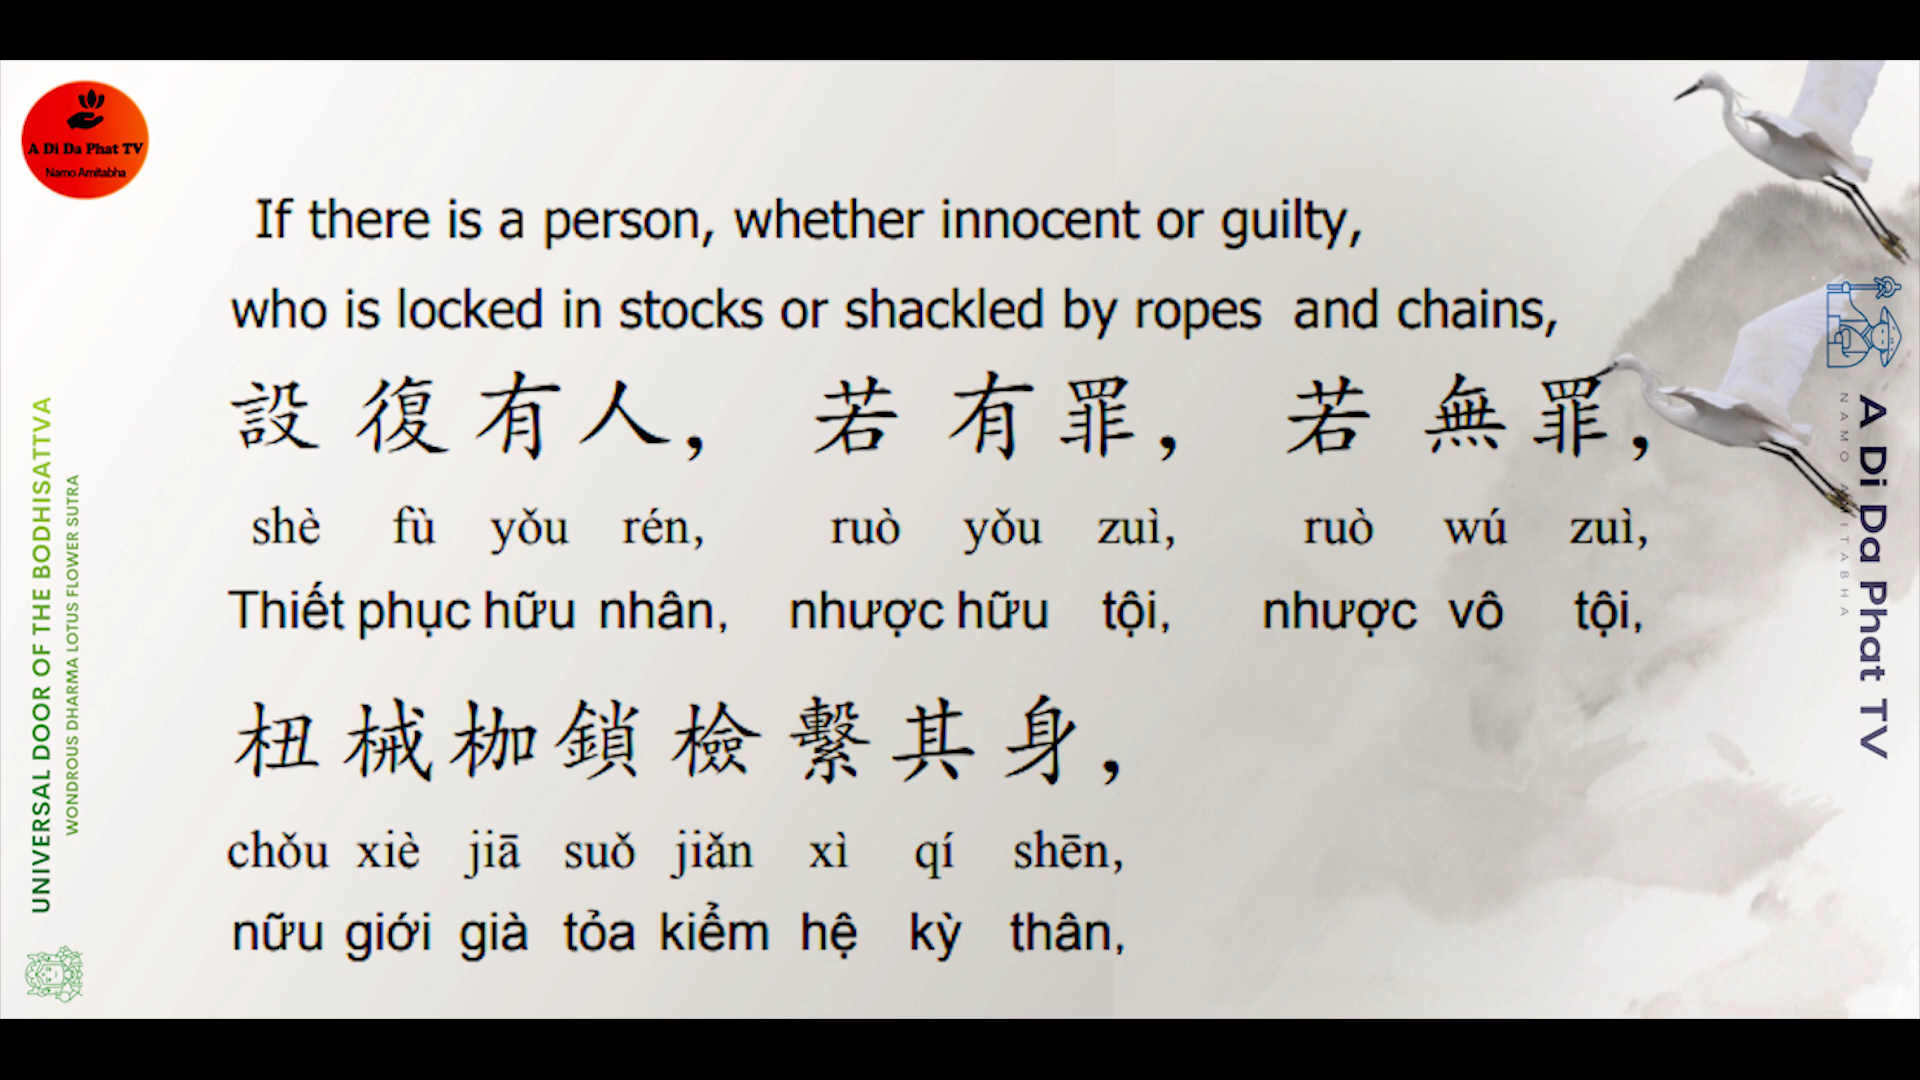 A Di Da Phat TV
Namo Amitabha
If there is a person, whether innocent or guilty,
who is locked in stocks or shackled by ropes and chains,
設復有人，若有罪，若無罪，
shè fù yǒu rén, ruò yǒu zuì, ruò wú zuì,
Thiết phục hữu nhân, nhược hữu tội, nhược vô tội,
杻械枷鎖檢繫其身，
chǒu xiè jiā suǒ jiǎn xì qí shēn,
nữu giới già tỏa kiểm hệ kỳ thân,
UNIVERSAL DOOR OF THE BODHISATTVA
WONDROUS DHARMA LOTUS FLOWER SUTRA
A Di Da Phat TV
NAMO AMITABHA